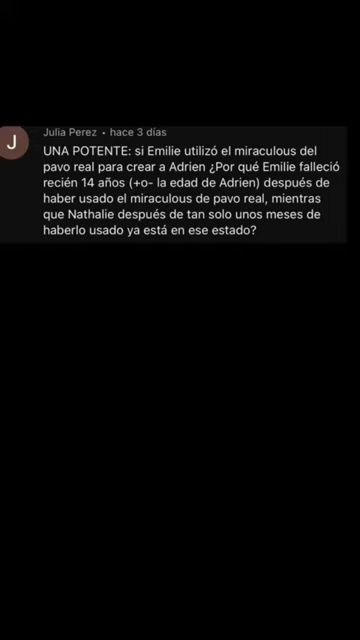 J
Julia Perez • hace 3 días
UNA POTENTE: si Emilie utilizó el miraculous del
pavo real para crear a Adrien ¿Por qué Emilie falleció
recién 14 años (+o- la edad de Adrien) después de
haber usado el miraculous de pavo real, mientras
que Nathalie después de tan solo unos meses de
haberlo usado ya está en ese estado?